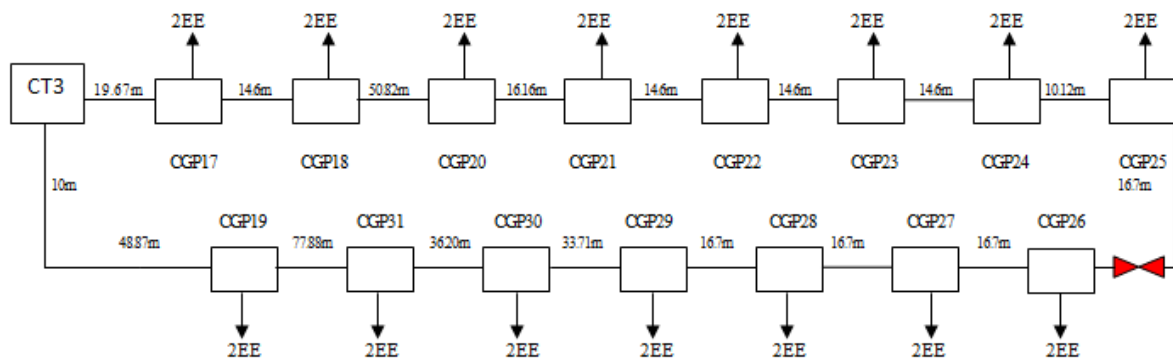 2EE 2EE 2EE 2EE 2EE 2EE 2EE 2EE
CT3 19.67m 14.6m 50.82m 16.16m 14.6m 14.6m 14.6m 10.12m
CGP17 CGP18 CGP20 CGP21 CGP22 CGP23 CGP24 CGP25
10m 16.7m
CGP19 CGP31 CGP30 CGP29 CGP28 CGP27 CGP26
48.87m 77.88m 36.20m 33.71m 16.7m 16.7m 16.7m
2EE 2EE 2EE 2EE 2EE 2EE 2EE